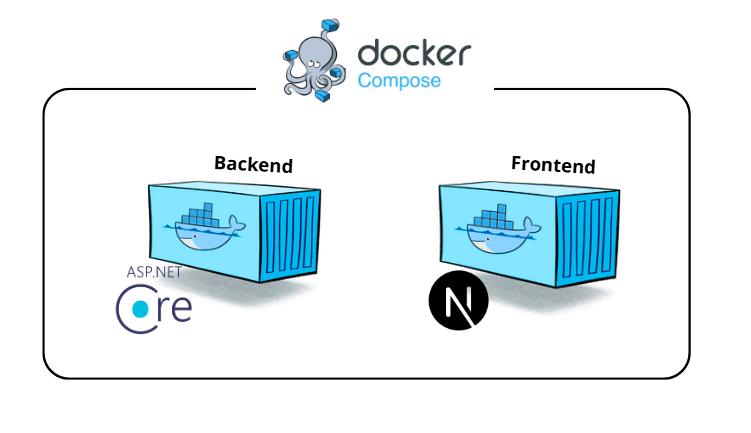 docker
Compose
Backend
Frontend
ASP.NET
Core
N